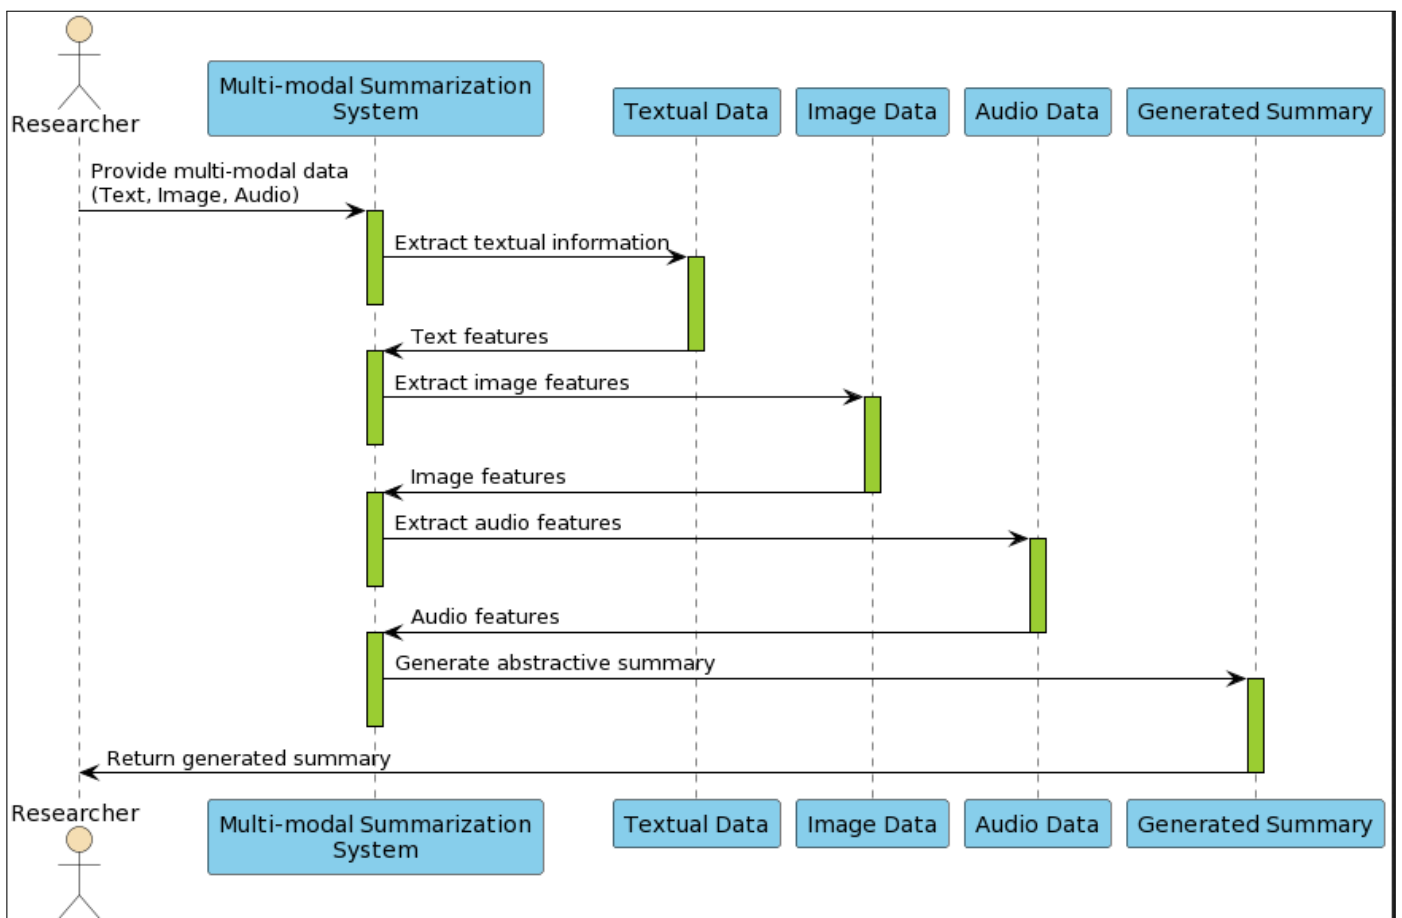 Researcher
Multi-modal Summarization
System
Textual Data
Image Data
Audio Data
Generated Summary
Provide multi-modal data
(Text, Image, Audio)
Extract textual information
Text features
Extract image features
Image features
Extract audio features
Audio features
Generate abstractive summary
Return generated summary
Researcher
Multi-modal Summarization
System
Textual Data
Image Data
Audio Data
Generated Summary